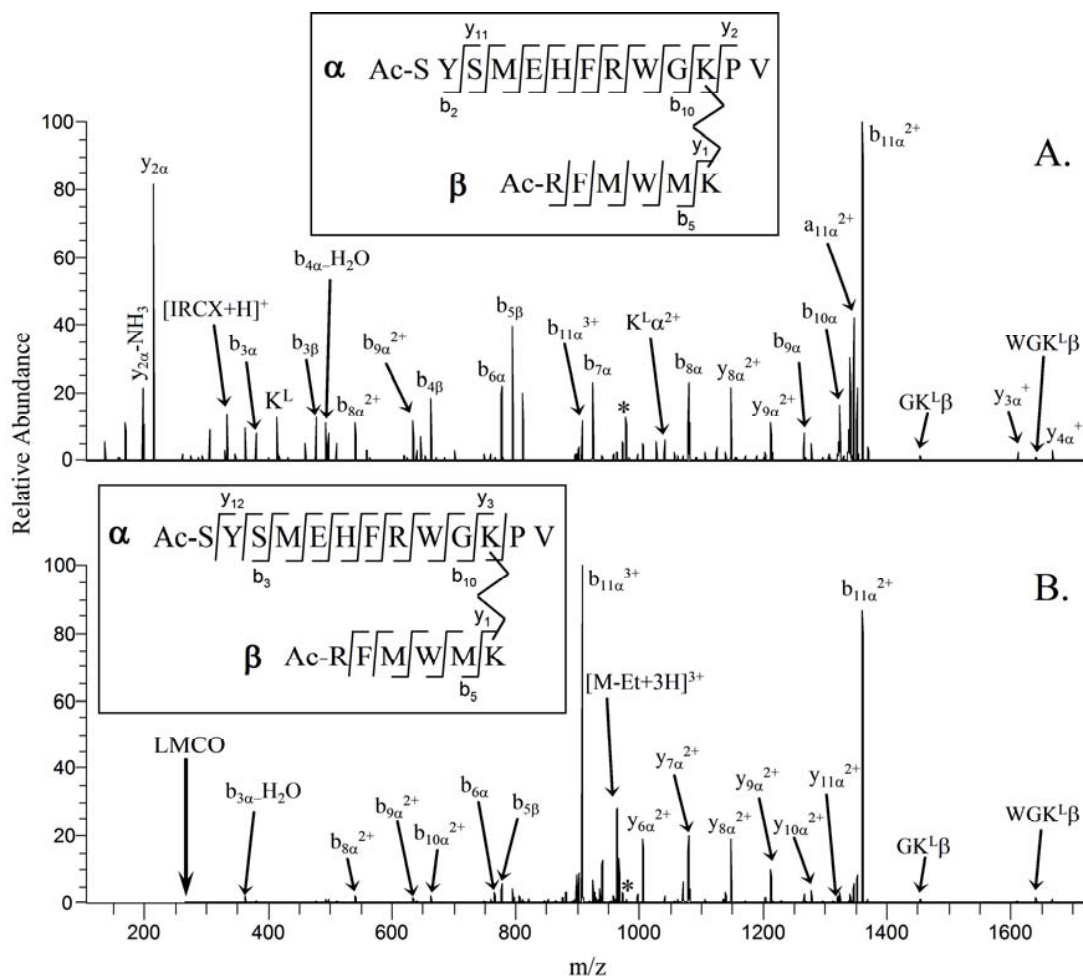 y₁₁ y₂
α Ac-S Y S M E H F R W G K P V
b₂ b₁₀
y₁
β Ac-R F M W M K
b₅
A.
100
80
60
40
20
0
Relative Abundance
y₂α
y₂α-NH₃
[IRCX+H]⁺
b₃α
Kᴸ
b₄α-H₂O
b₃β
b₈α²⁺
b₉α²⁺
b₄β
b₆α
b₅β
b₁₁α³⁺
b₇α
*
Kᴸα²⁺
b₈α
y₈α²⁺
y₉α²⁺
b₉α
b₁₀α
a₁₁α²⁺
b₁₁α²⁺
GKᴸβ
y₃α⁺
WGKᴸβ
y₄α⁺
y₁₂ y₃
α Ac-S Y S M E H F R W G K P V
b₃ b₁₀
y₁
β Ac-R F M W M K
b₅
B.
100
80
60
40
20
0
LMCO
b₃α-H₂O
b₈α²⁺
b₉α²⁺
b₁₀α²⁺
b₆α
b₅β
b₁₁α³⁺
[M-Et+3H]³⁺
*
y₆α²⁺
y₇α²⁺
y₈α²⁺
y₉α²⁺
y₁₀α²⁺
y₁₁α²⁺
b₁₁α²⁺
GKᴸβ
WGKᴸβ
200 400 600 800 1000 1200 1400 1600
m/z